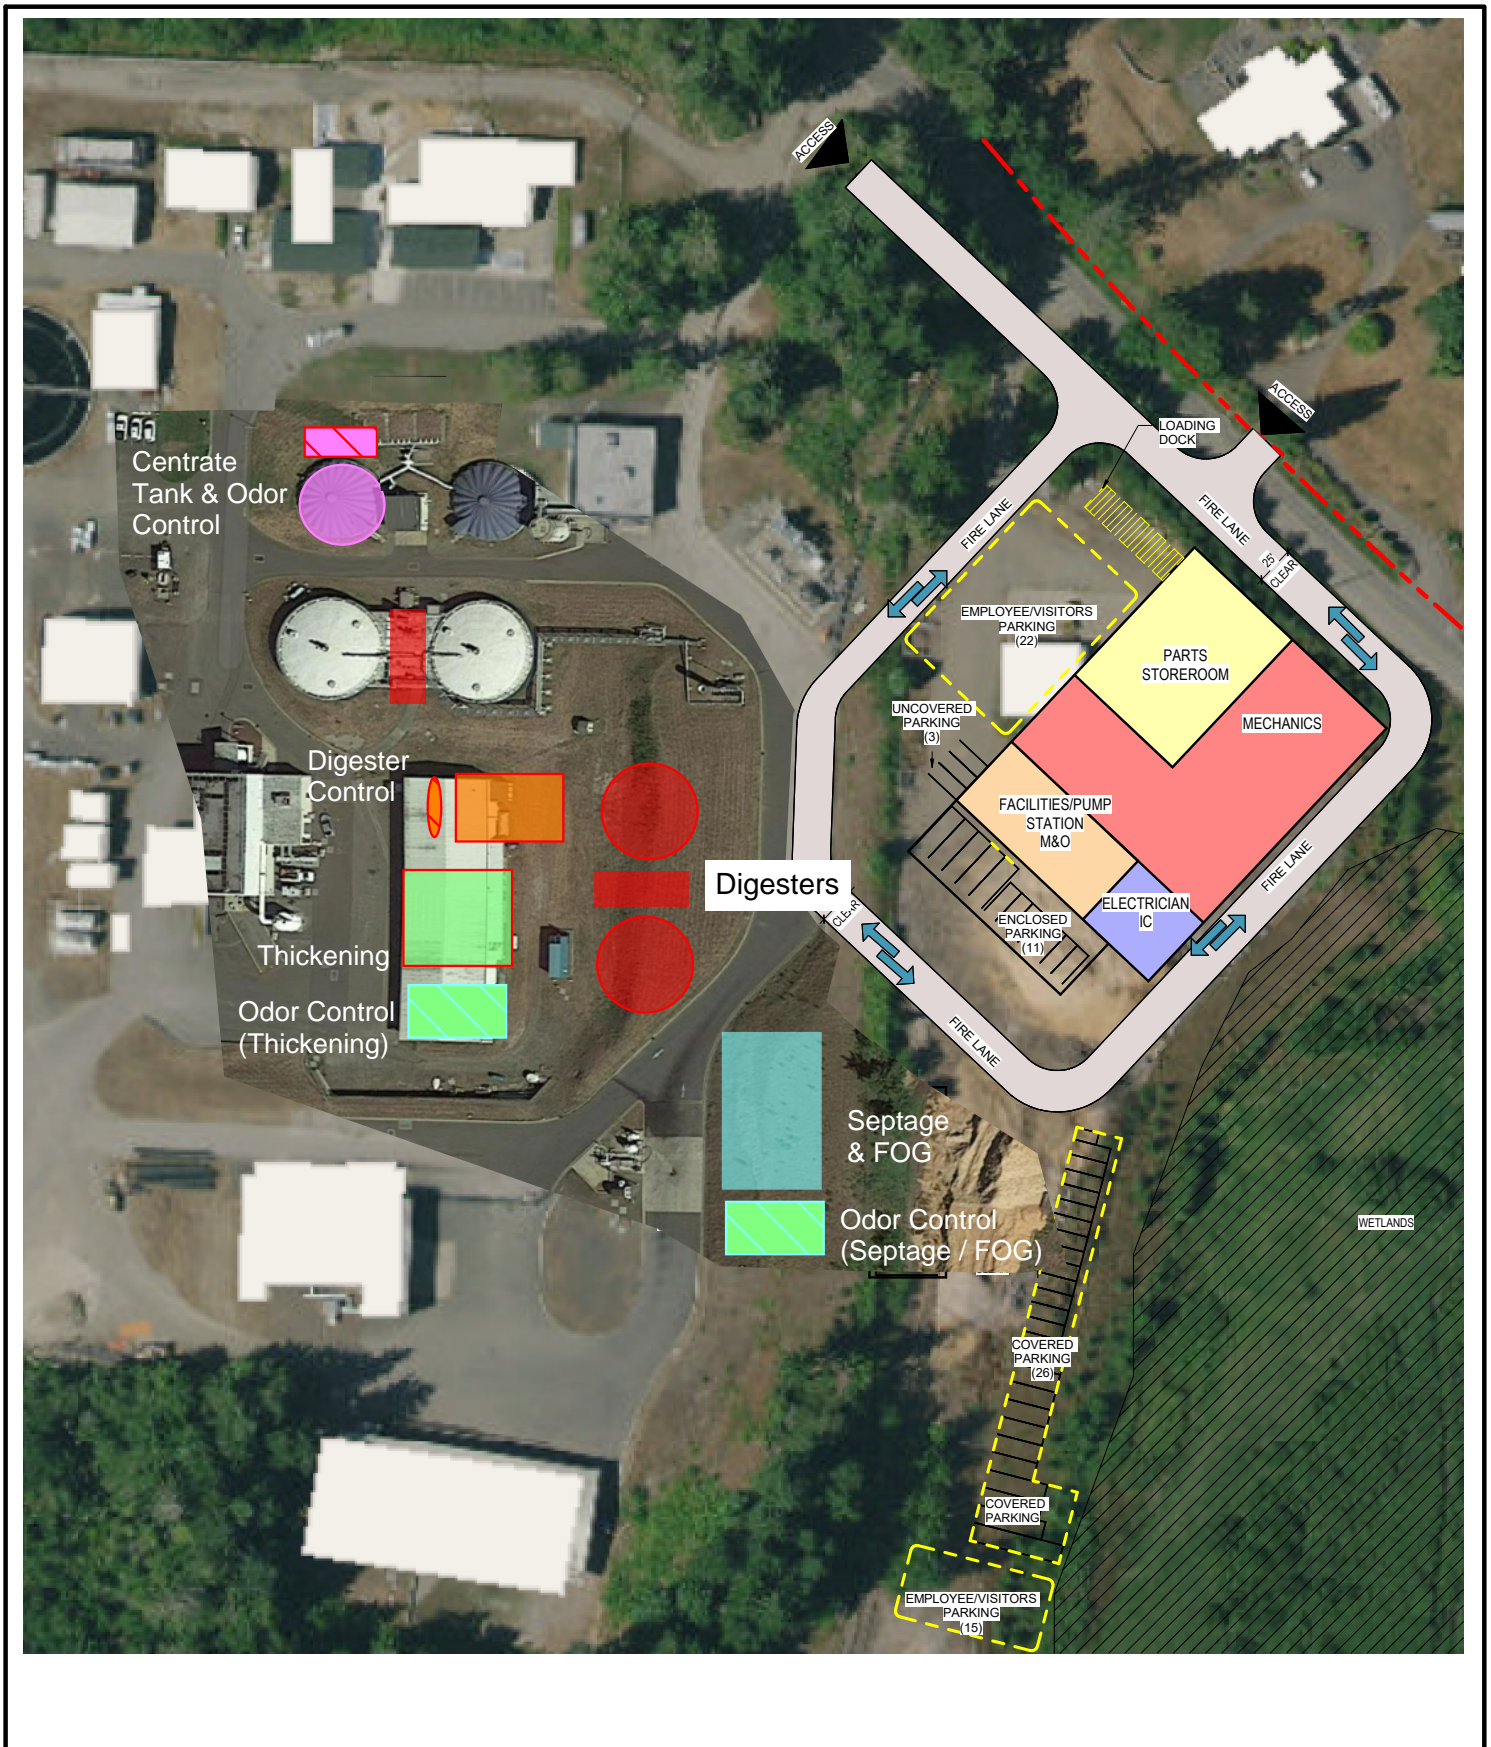 ACCESS
ACCESS
LOADING
DOCK
Centrate
Tank & Odor
Control
FIRE LANE
FIRE LANE
25
CLEAR
EMPLOYEE/VISITORS
PARKING
(22)
PARTS
STOREROOM
UNCOVERED
PARKING
(3)
MECHANICS
Digester
Control
FACILITIES/PUMP
STATION
M&O
Digesters
CLEAR
FIRE LANE
ELECTRICIAN
IC
ENCLOSED
PARKING
(11)
Thickening
Odor Control
(Thickening)
FIRE LANE
Septage
& FOG
Odor Control
(Septage / FOG)
WETLANDS
COVERED
PARKING
(26)
COVERED
PARKING
EMPLOYEE/VISITORS
PARKING
(15)